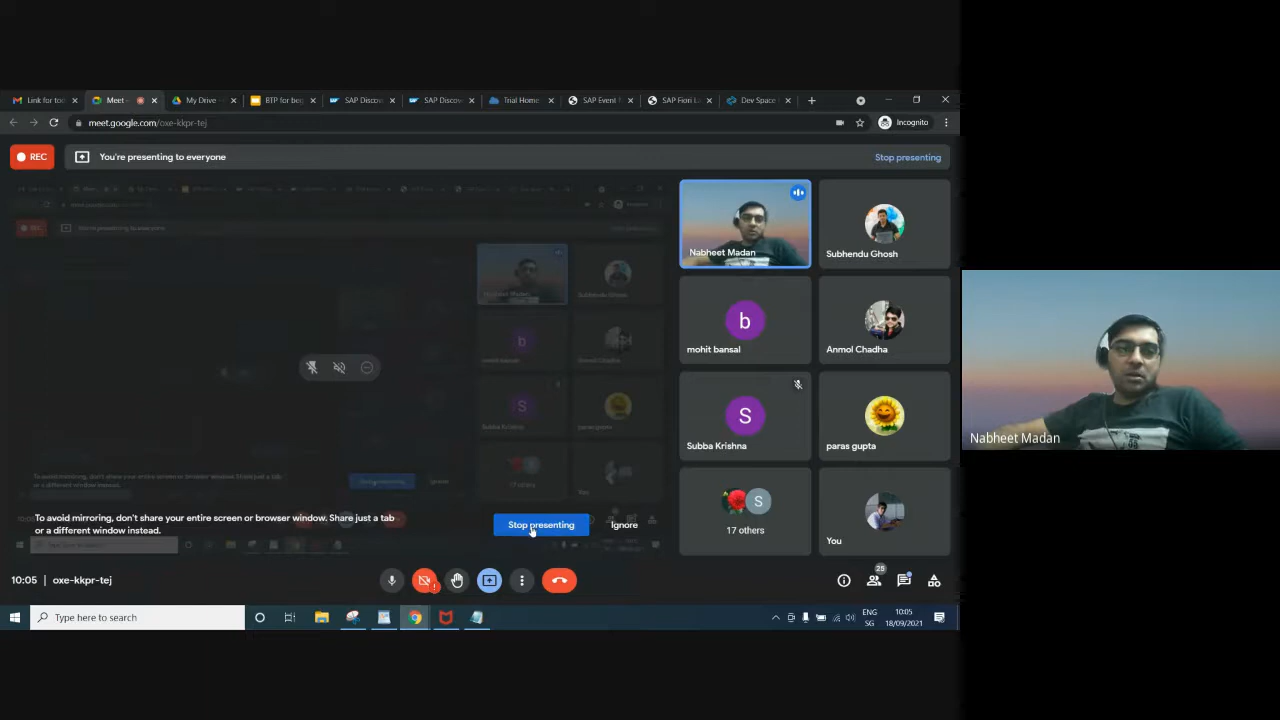 Link for tod
Meet -
My Drive -
BTP for beg
SAP Discov
SAP Discov
Trial Home
SAP Event
SAP Fiori La
Dev Space
meet.google.com/oxe-kkpr-tej
Incognito
REC
You're presenting to everyone
Stop presenting
Nabheet Madan
Subhendu Ghosh
b
mohit bansal
Anmol Chadha
S
Subba Krishna
paras gupta
S
17 others
You
Nabheet Madan
To avoid mirroring, don't share your entire screen or browser window. Share just a tab
or a different window instead.
Stop presenting
Ignore
10:05 | oxe-kkpr-tej
Type here to search
ENG
SG
10:05
18/09/2021